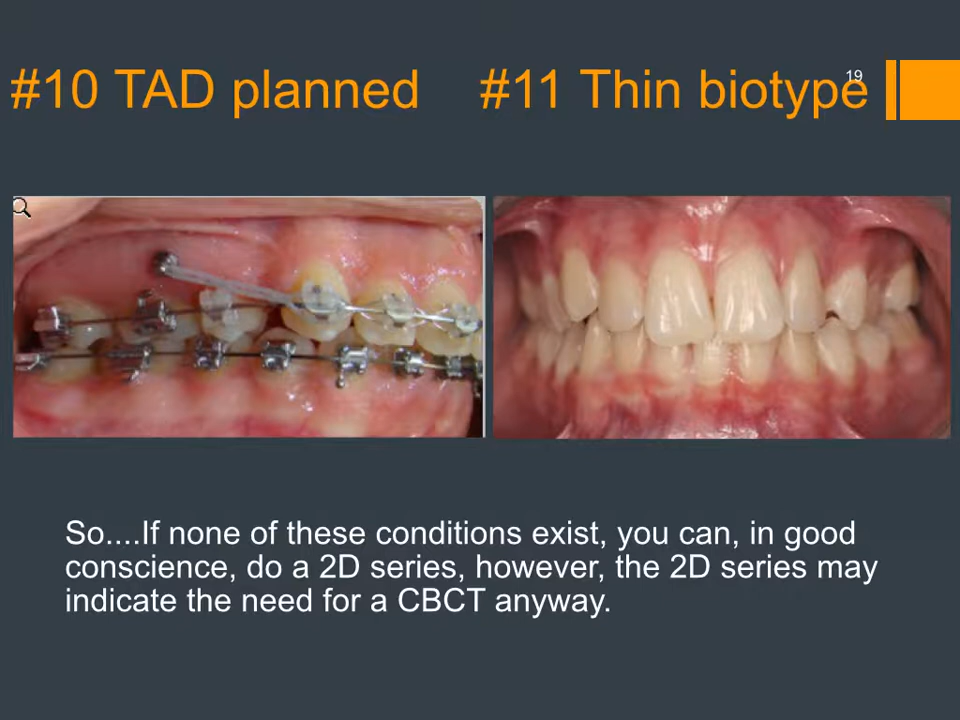 #10 TAD planned #11 Thin biotype
19
So....If none of these conditions exist, you can, in good
conscience, do a 2D series, however, the 2D series may
indicate the need for a CBCT anyway.